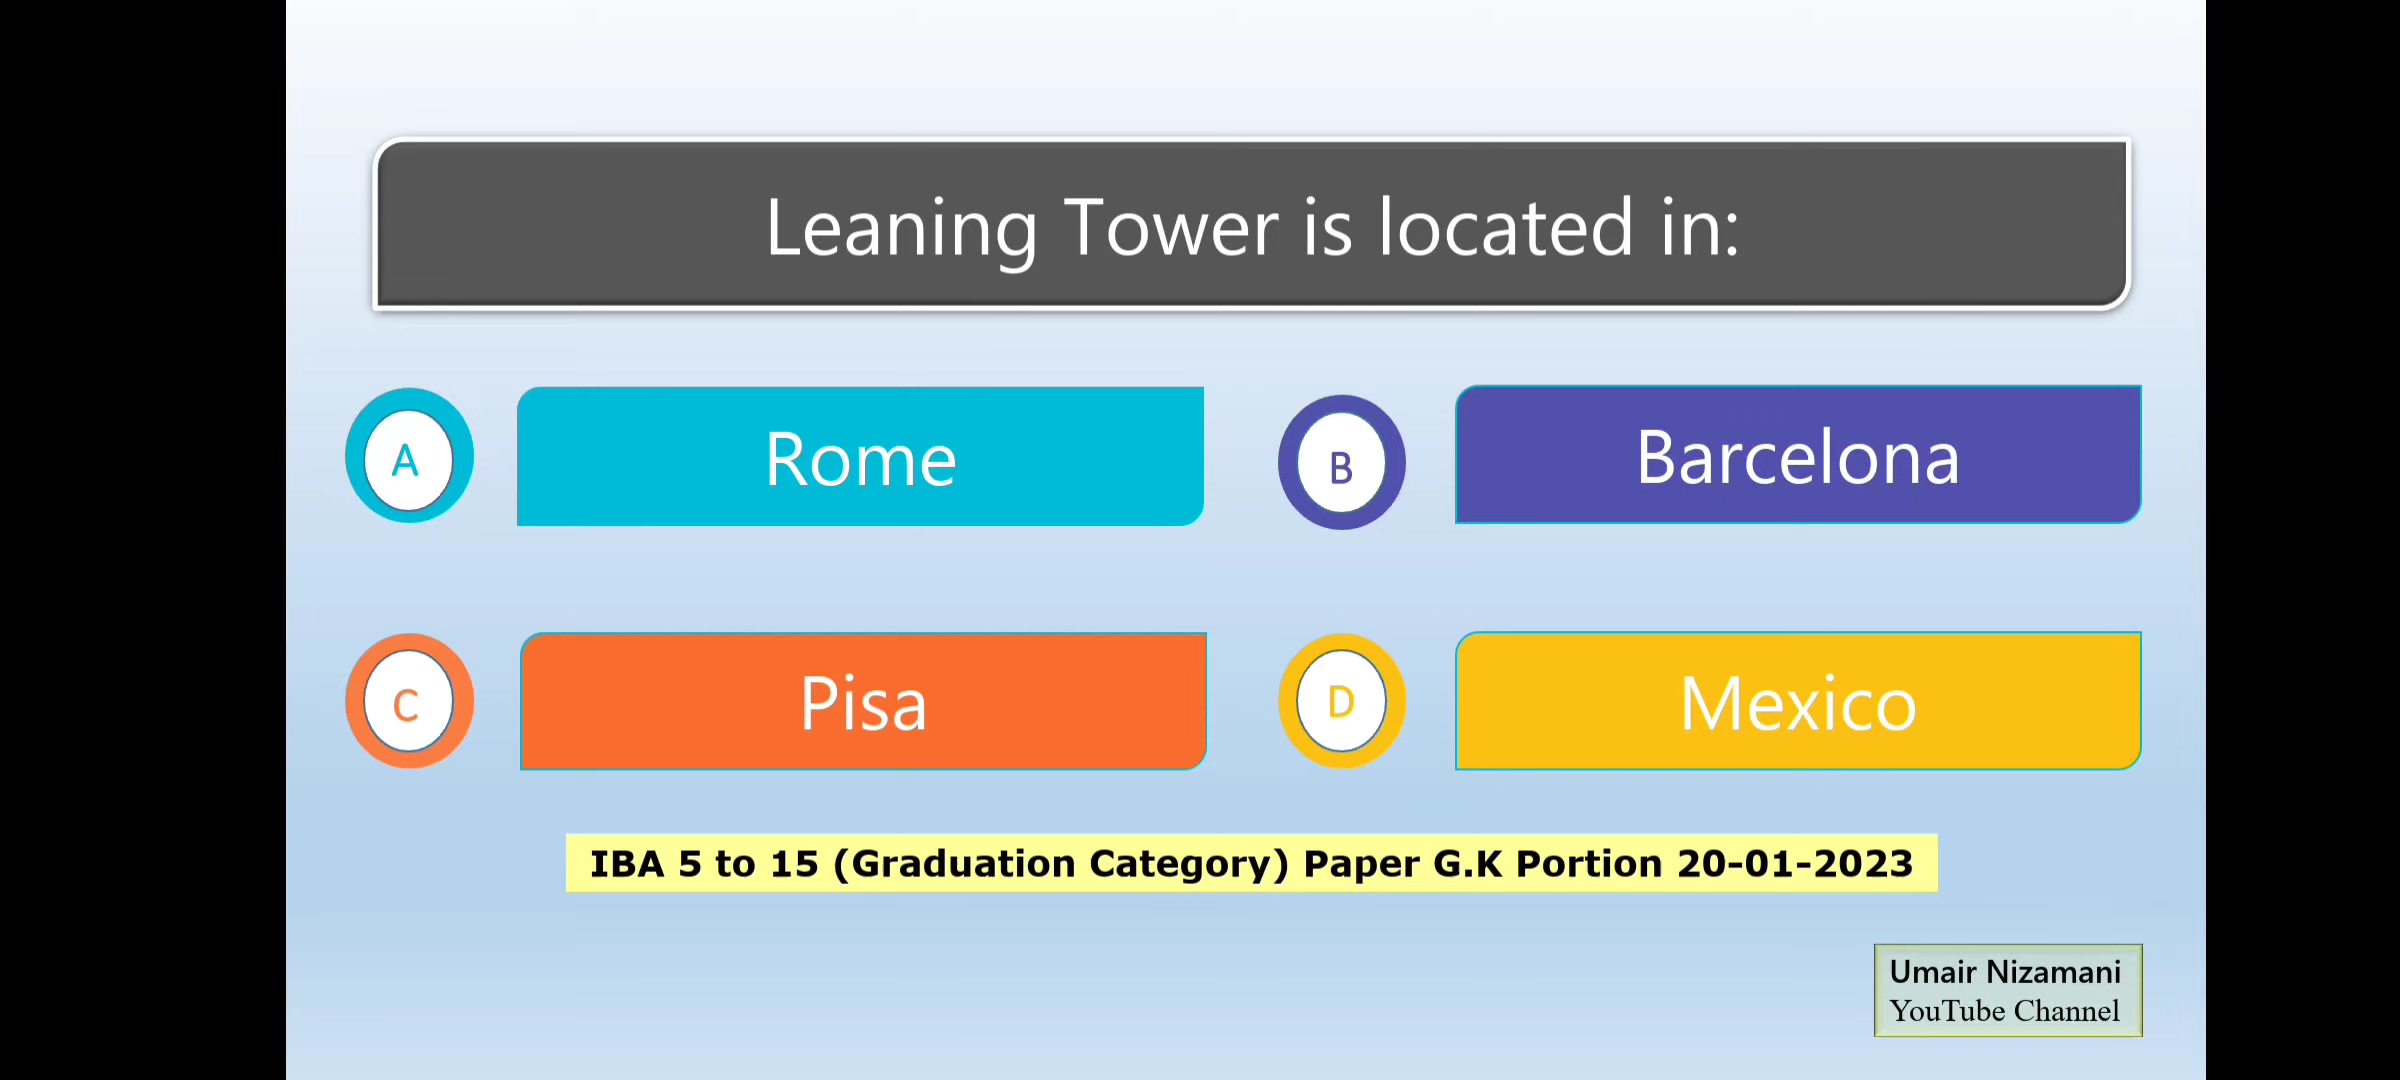 Leaning Tower is located in:
A Rome
B Barcelona
C Pisa
D Mexico
IBA 5 to 15 (Graduation Category) Paper G.K Portion 20-01-2023
Umair Nizamani
YouTube Channel